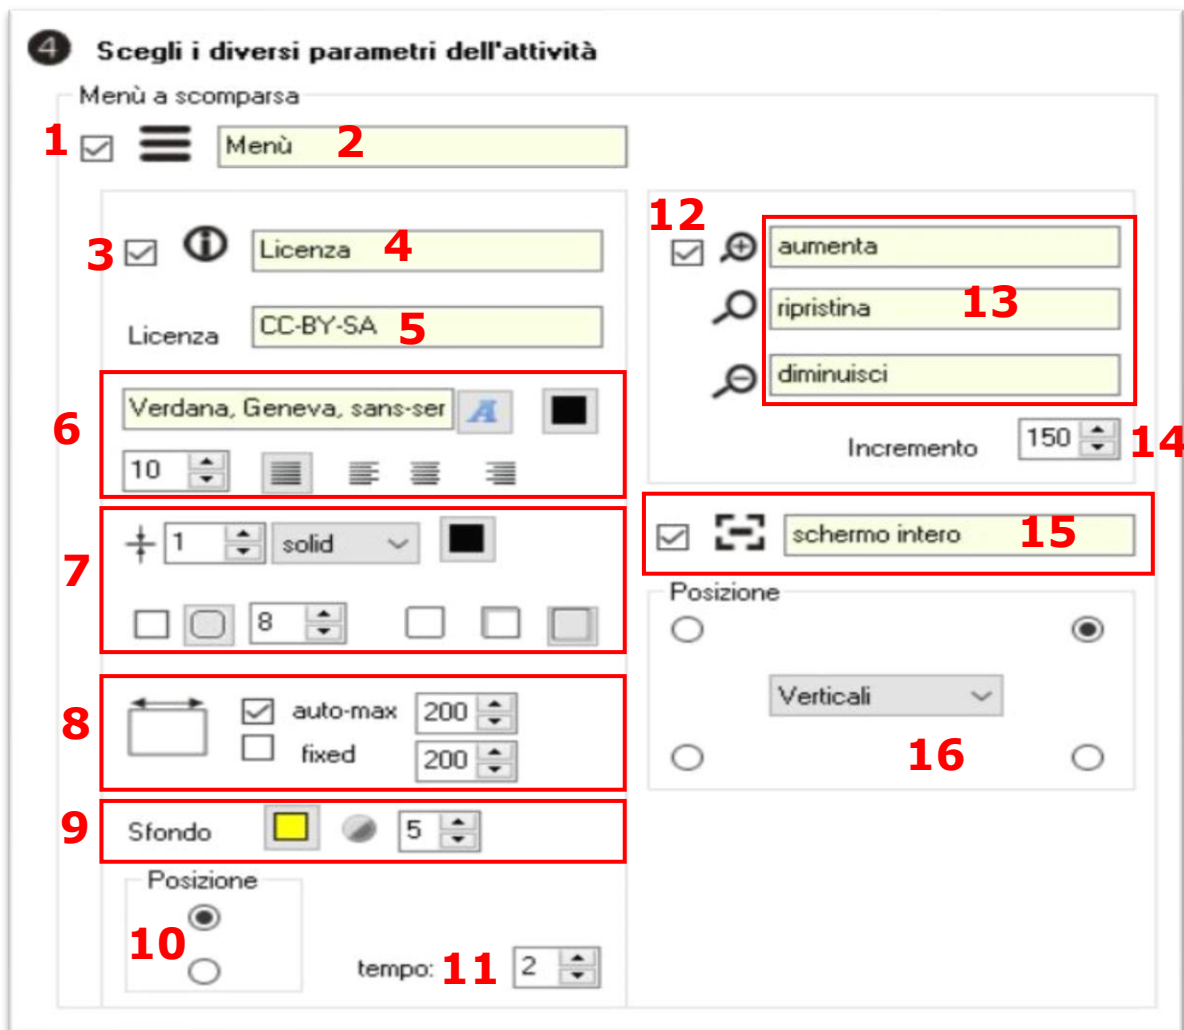 4 Scegli i diversi parametri dell'attività
Menù a scomparsa
1 Menù 2
3 Licenza 4
Licenza CC-BY-SA 5
6 Verdana, Geneva, sans-ser A
10
7 1 solid
8
8 auto-max 200
fixed 200
9 Sfondo 5
Posizione
10
tempo: 11 2
12 aumenta
ripristina 13
diminuisci
Incremento 150 14
schermo intero 15
Posizione
Verticali
16